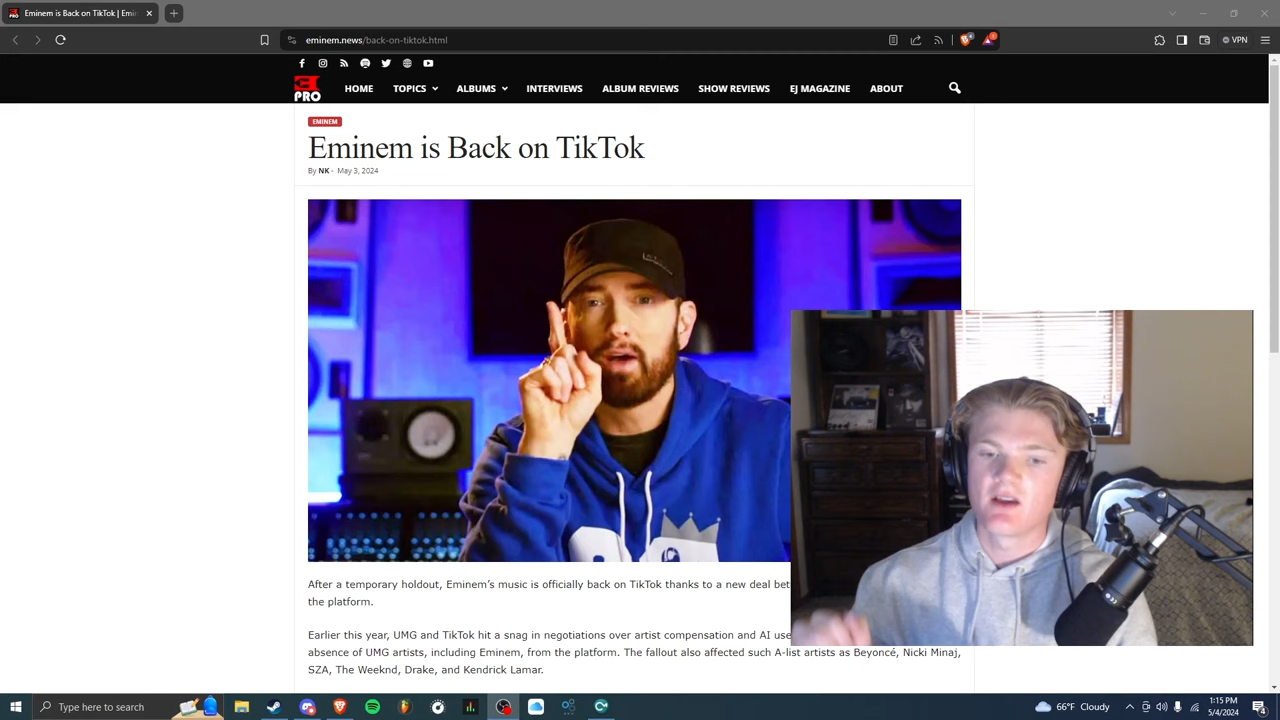 Eminem is Back on TikTok | Emi
eminem.news/back-on-tiktok.html
VPN
PRO
HOME TOPICS ALBUMS INTERVIEWS ALBUM REVIEWS SHOW REVIEWS EJ MAGAZINE ABOUT
EMINEM
Eminem is Back on TikTok
By NK - May 3, 2024
After a temporary holdout, Eminem’s music is officially back on TikTok thanks to a new deal bet
the platform.
Earlier this year, UMG and TikTok hit a snag in negotiations over artist compensation and AI use
absence of UMG artists, including Eminem, from the platform. The fallout also affected such A-list artists as Beyoncé, Nicki Minaj,
SZA, The Weeknd, Drake, and Kendrick Lamar.
Type here to search
66°F Cloudy
1:15 PM
5/4/2024